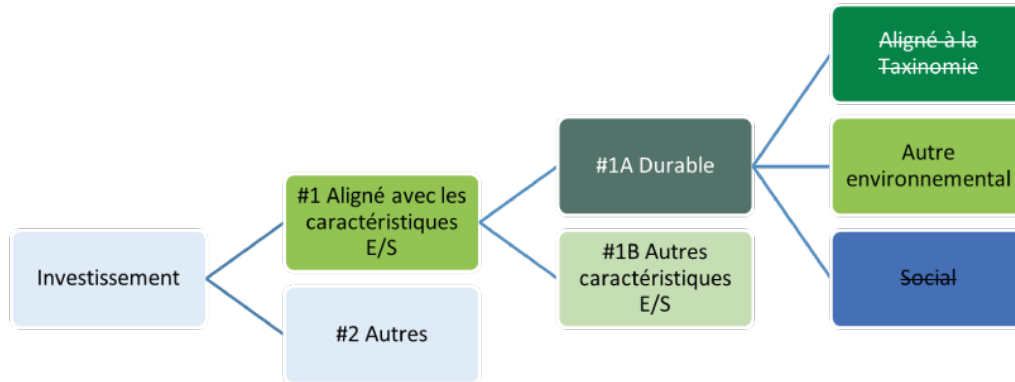 Investissement
#1 Aligné avec les
caractéristiques
E/S
#2 Autres
#1A Durable
#1B Autres
caractéristiques
E/S
Aligné à la
Taxinomie
Autre
environnemental
Social